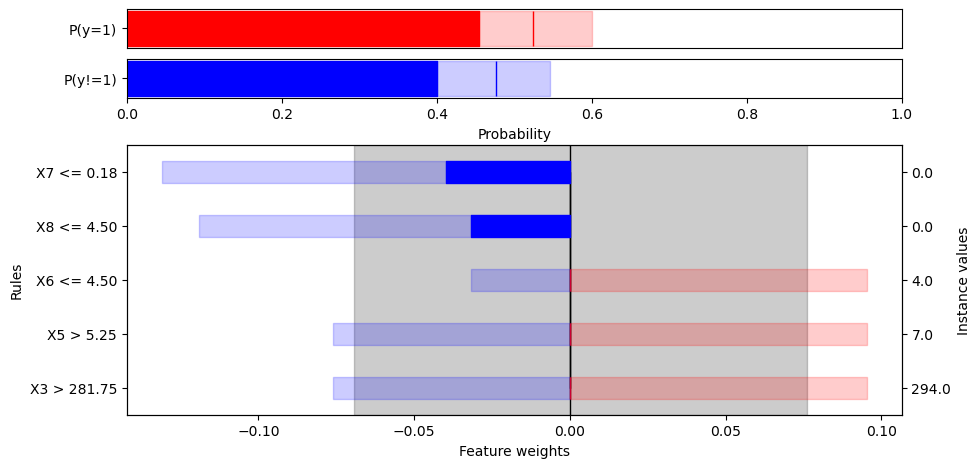 P(y=1)
P(y!=1)
0.0 0.2 0.4 0.6 0.8 1.0
Probability
X7 <= 0.18 0.0
X8 <= 4.50 0.0
X6 <= 4.50 4.0
X5 > 5.25 7.0
X3 > 281.75 294.0
Rules
Instance values
−0.10 −0.05 0.00 0.05 0.10
Feature weights